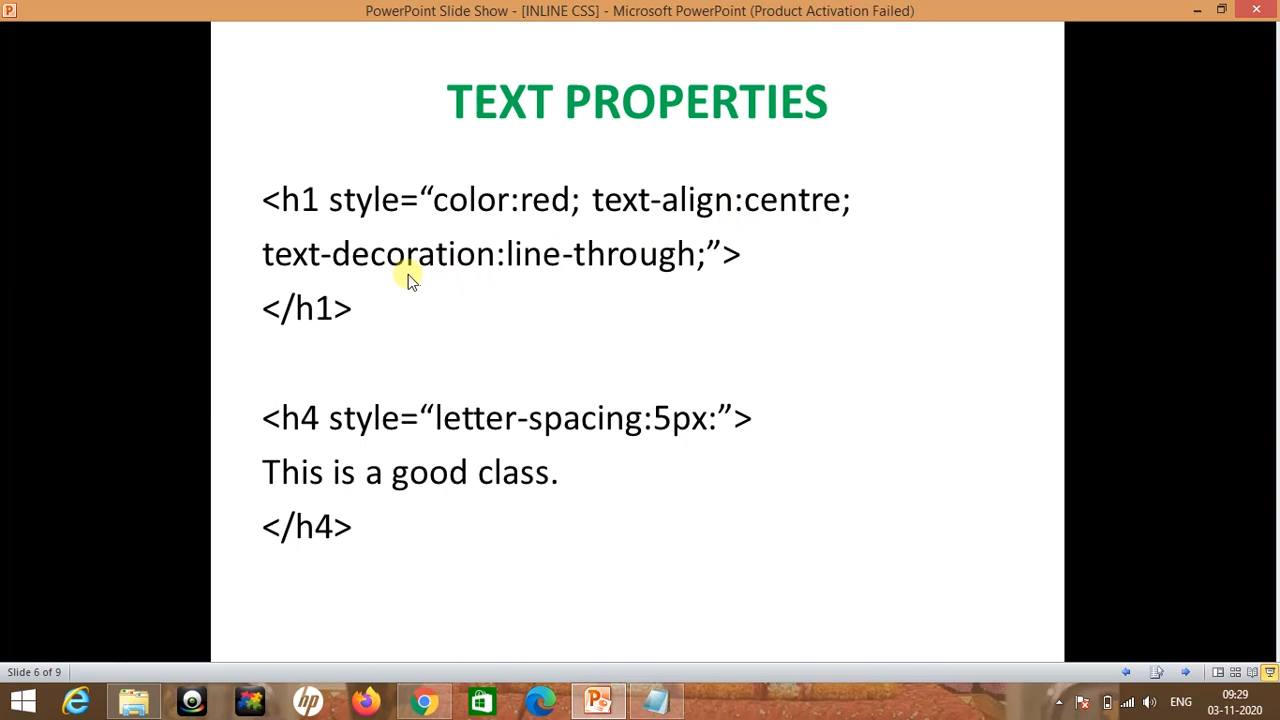 PowerPoint Slide Show - [INLINE CSS] - Microsoft PowerPoint (Product Activation Failed)
TEXT PROPERTIES
<h1 style=“color:red; text-align:centre;
text-decoration:line-through;”>
</h1>
<h4 style=“letter-spacing:5px:”>
This is a good class.
</h4>
Slide 6 of 9
hp
ENG
09:29
03-11-2020